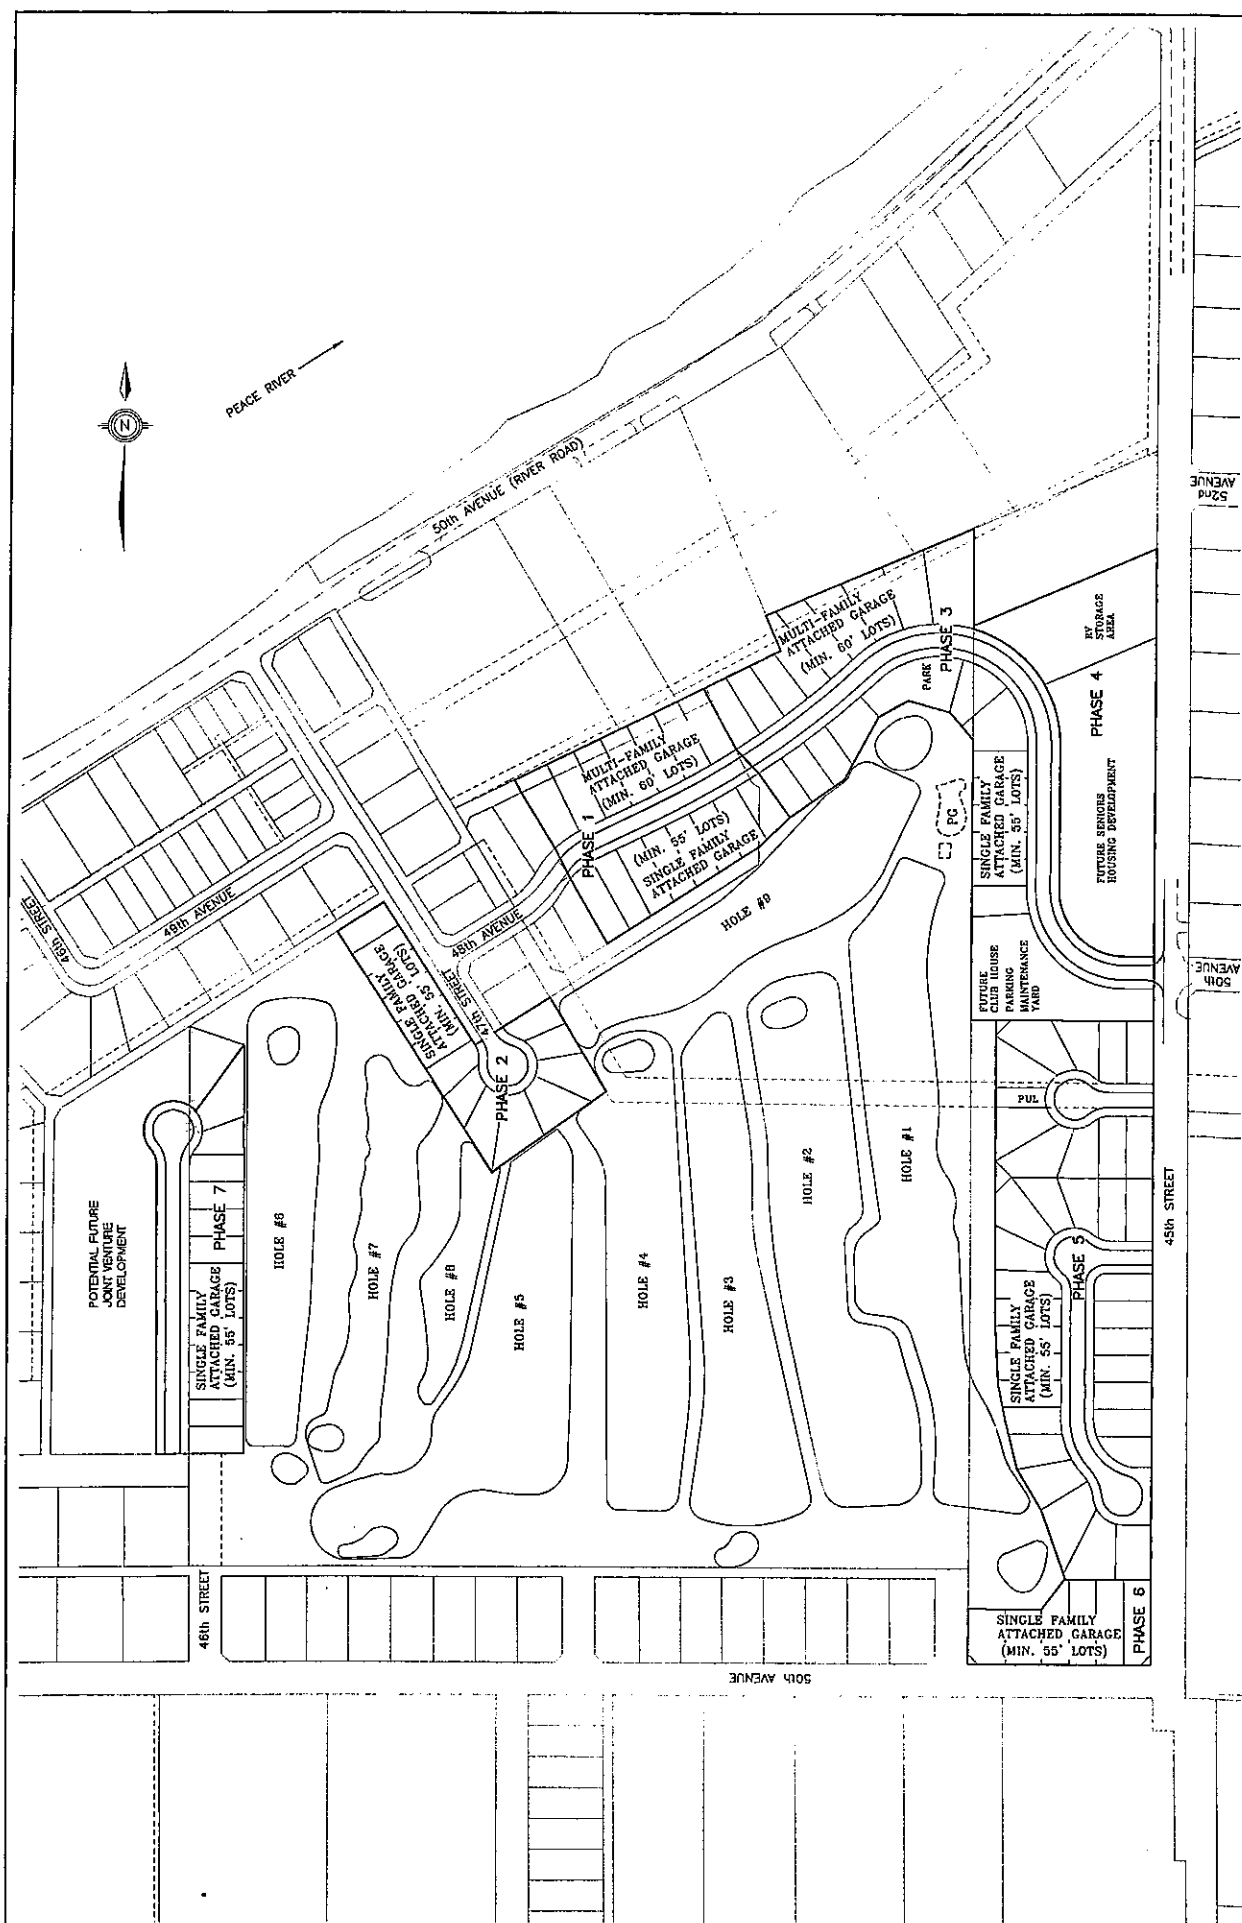 N
PEACE RIVER
50th AVENUE (RIVER ROAD)
52nd
AVENUE
RV
STORAGE
AREA
MULTI-FAMILY
ATTACHED GARAGE
(MIN. 60' LOTS)
PHASE 3
PARK
PHASE 4
MULTI-FAMILY
ATTACHED GARAGE
(MIN. 60' LOTS)
PHASE 1
(MIN. 55' LOTS)
SINGLE FAMILY
ATTACHED GARAGE
PG
SINGLE FAMILY
ATTACHED GARAGE
(MIN. 55' LOTS)
FUTURE SENIORS
HOUSING DEVELOPMENT
46th STREET
49th AVENUE
48th AVENUE
47th STREET
SINGLE FAMILY
ATTACHED GARAGE
(MIN. 55' LOTS)
PHASE 2
HOLE #9
FUTURE
CLUB HOUSE
PARKING
MAINTENANCE
YARD
50th
AVENUE
PUL
POTENTIAL FUTURE
JOINT VENTURE
DEVELOPMENT
PHASE 7
SINGLE FAMILY
ATTACHED GARAGE
(MIN. 55' LOTS)
HOLE #6
HOLE #7
HOLE #8
HOLE #5
HOLE #4
HOLE #3
HOLE #2
HOLE #1
PHASE 5
SINGLE FAMILY
ATTACHED GARAGE
(MIN. 55' LOTS)
45th STREET
46th STREET
50th AVENUE
SINGLE FAMILY
ATTACHED GARAGE
(MIN. 55' LOTS)
PHASE 6